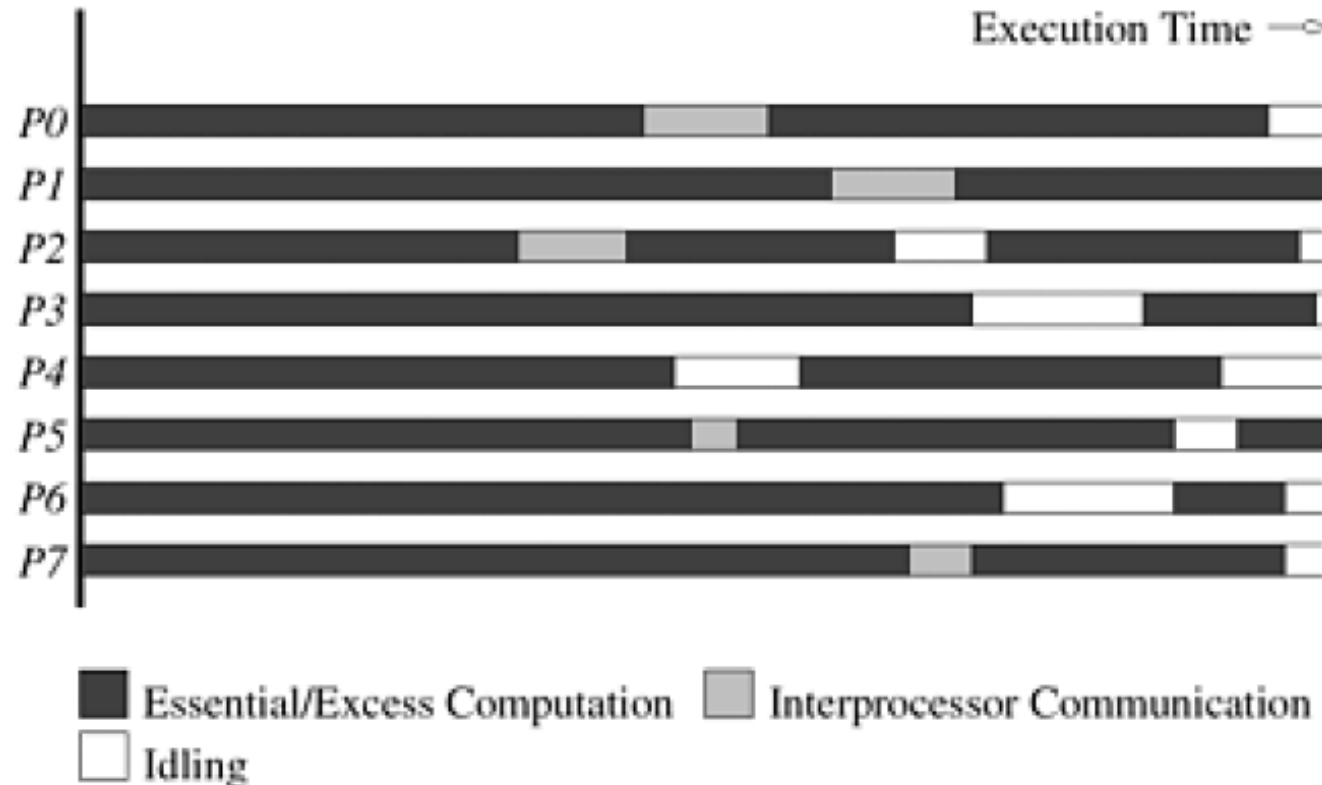 Execution Time
P0
P1
P2
P3
P4
P5
P6
P7
Essential/Excess Computation Interprocessor Communication
Idling